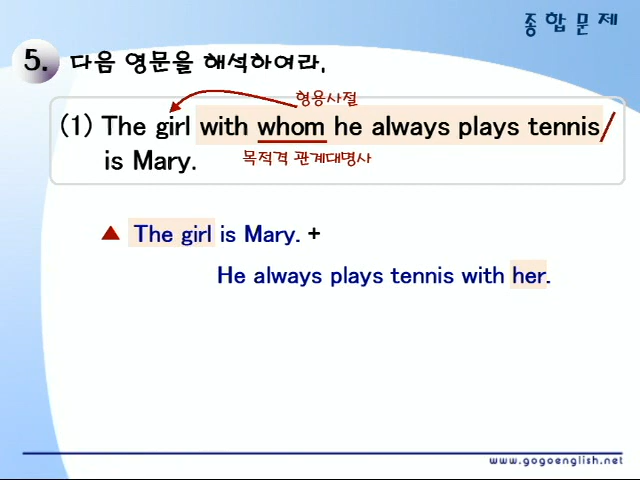 종합문제
5. 다음 영문을 해석하여라.
형용사절
(1) The girl with whom he always plays tennis/
is Mary.
목적격 관계대명사
▲ The girl is Mary. +
He always plays tennis with her.
www.gogoenglish.net